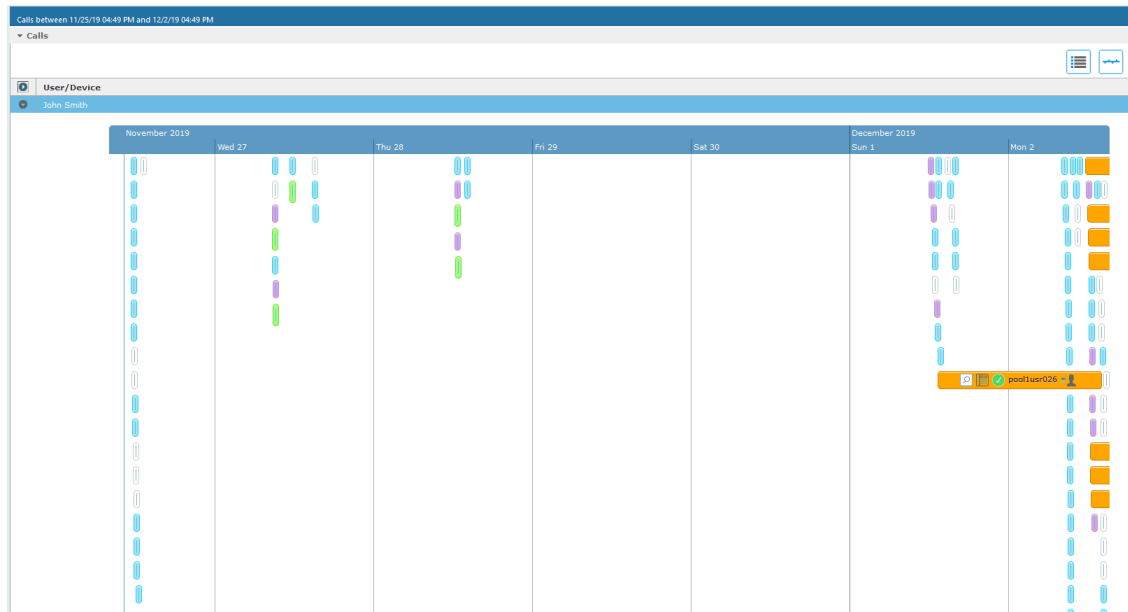 Calls between 11/25/19 04:49 PM and 12/2/19 04:49 PM
Calls
User/Device
John Smith
November 2019
December 2019
Wed 27
Thu 28
Fri 29
Sat 30
Sun 1
Mon 2
pool1usr026